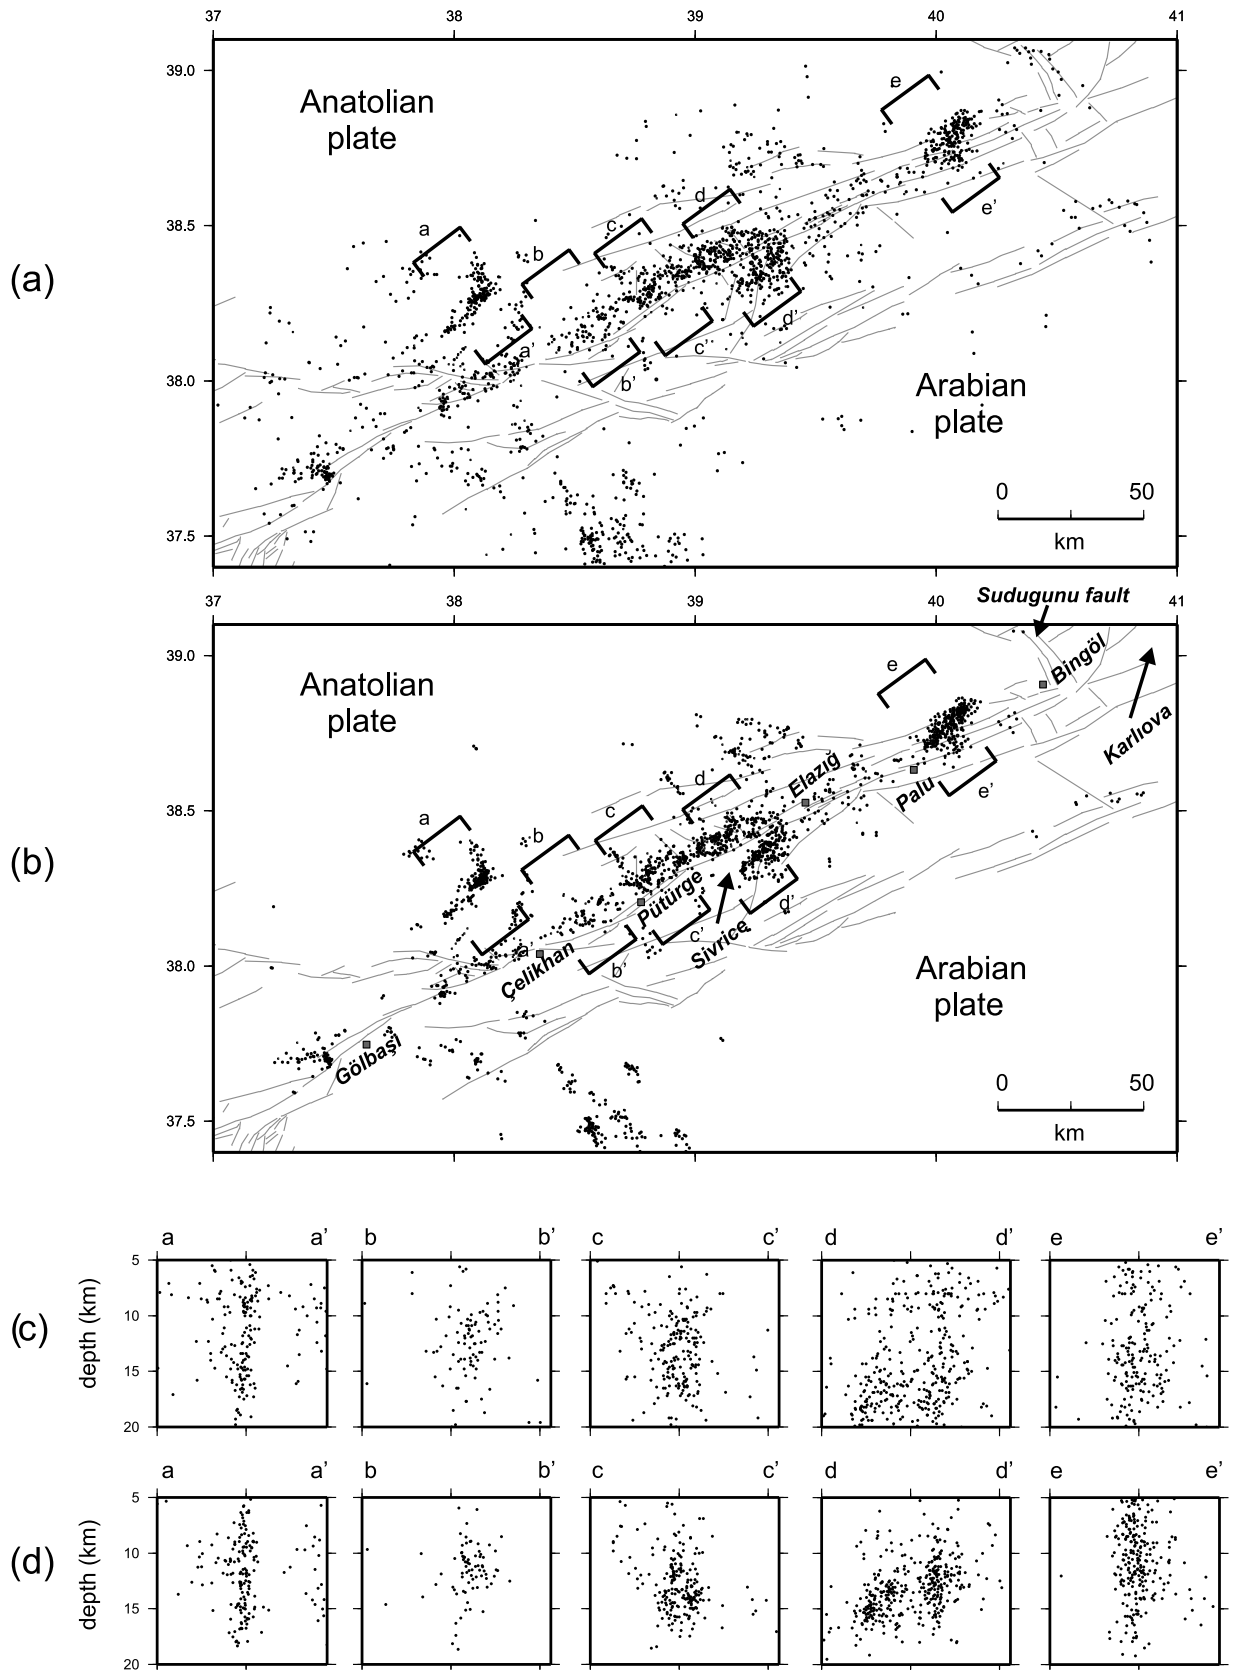 37 38 39 40 41
39.0
38.5
38.0
37.5
(a)
Anatolian
plate
Arabian
plate
a
a'
b
b'
c
c'
d
d'
e
e'
0 50
km
37 38 39 40 41
39.0
38.5
38.0
37.5
(b)
Sudugunu fault
Bingöl
Karlıova
Anatolian
plate
Elazığ
Palu
Pütürge
Sivrice
Çelikhan
Gölbaşı
Arabian
plate
a
a'
b
b'
c
c'
d
d'
e
e'
0 50
km
a a' b b' c c' d d' e e'
(c)
depth (km)
5
10
15
20
a a' b b' c c' d d' e e'
(d)
depth (km)
5
10
15
20